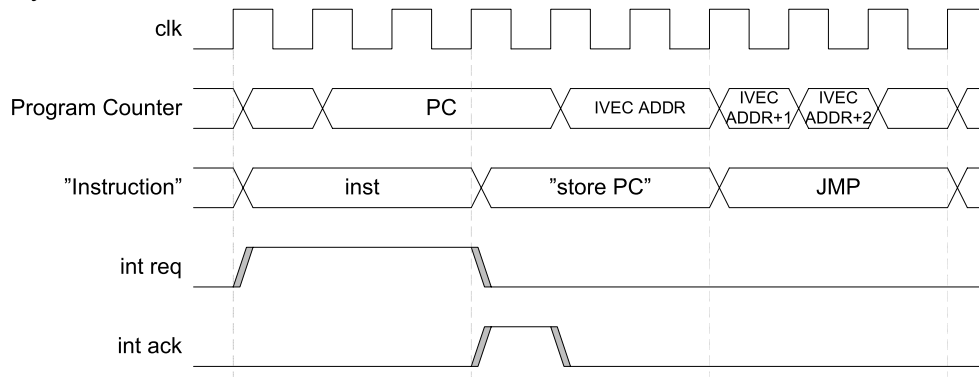 clk
Program Counter
PC
IVEC ADDR
IVEC
ADDR+1
IVEC
ADDR+2
”Instruction”
inst
”store PC”
JMP
int req
int ack